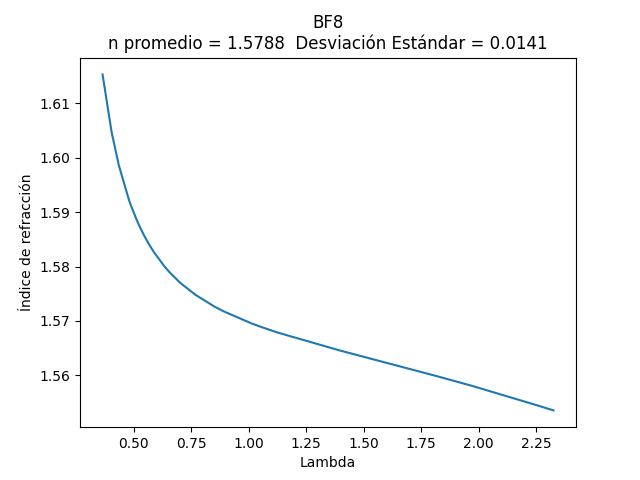 BF8
n promedio = 1.5788  Desviación Estándar = 0.0141
Índice de refracción
1.61
1.60
1.59
1.58
1.57
1.56
0.50 0.75 1.00 1.25 1.50 1.75 2.00 2.25
Lambda